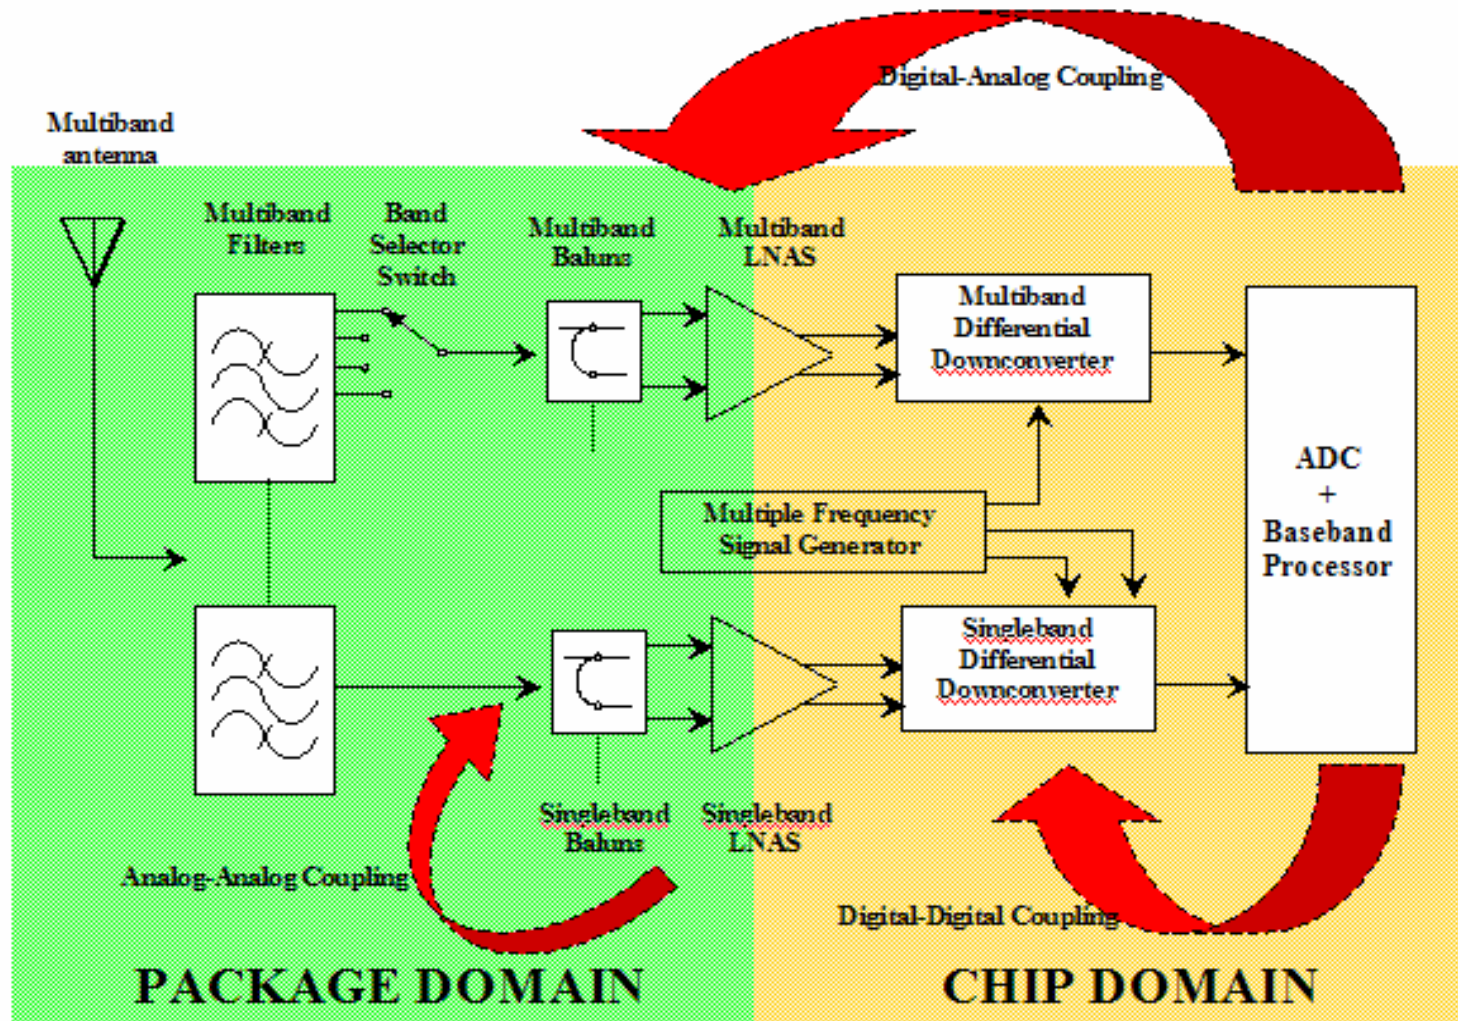 Digital-Analog Coupling
Multiband
antenna
Multiband
Filters
Band
Selector
Switch
Multiband
Baluns
Multiband
LNAS
Multiband
Differential
Downconverter
Multiple Frequency
Signal Generator
ADC
+
Baseband
Processor
Singleband
Differential
Downconverter
Singleband
Baluns
Singleband
LNAS
Analog-Analog Coupling
Digital-Digital Coupling
PACKAGE DOMAIN
CHIP DOMAIN